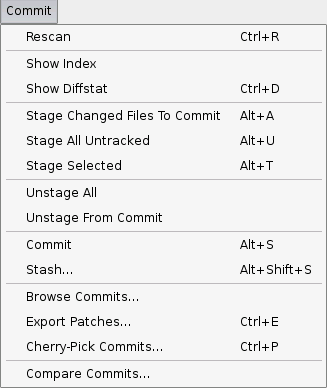 Commit
Rescan Ctrl+R
Show Index
Show Diffstat Ctrl+D
Stage Changed Files To Commit Alt+A
Stage All Untracked Alt+U
Stage Selected Alt+T
Unstage All
Unstage From Commit
Commit Alt+S
Stash... Alt+Shift+S
Browse Commits...
Export Patches... Ctrl+E
Cherry-Pick Commits... Ctrl+P
Compare Commits...